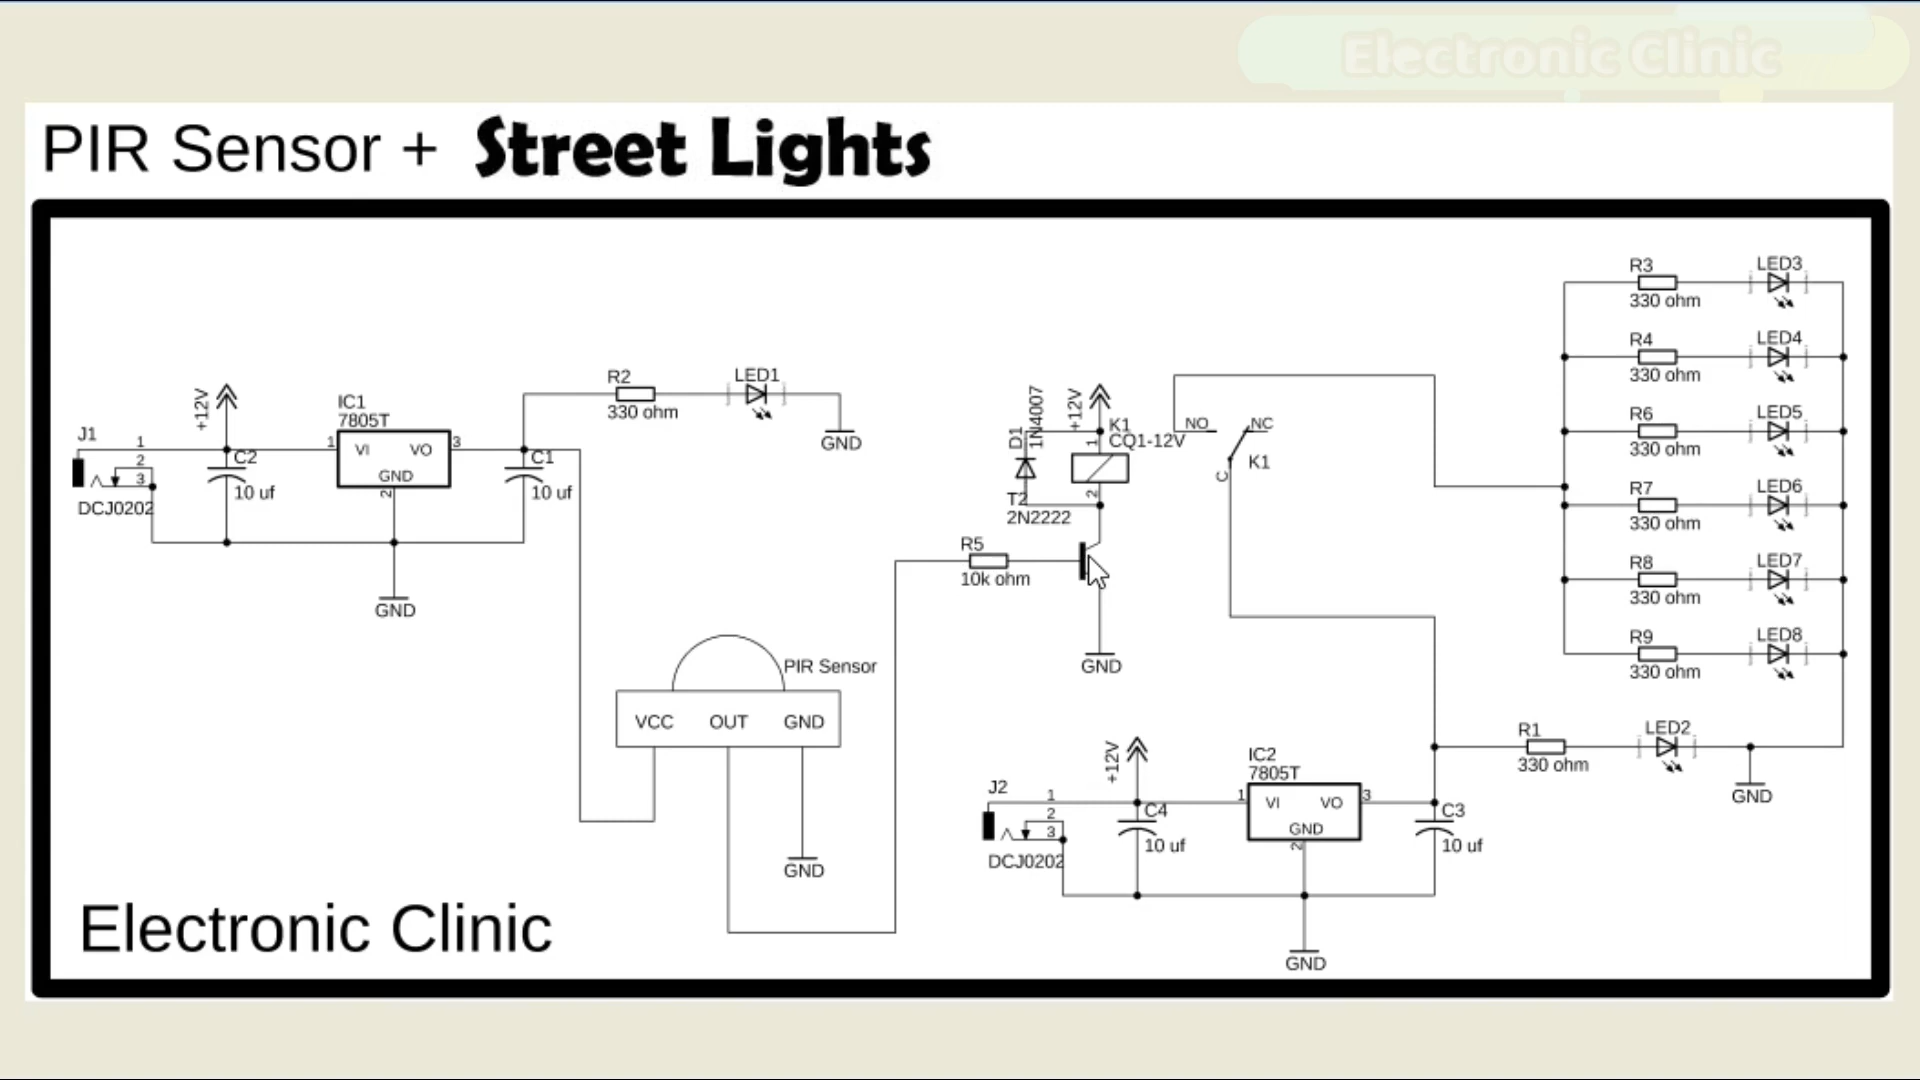 Electronic Clinic
PIR Sensor + Street Lights
R3
LED3
330 ohm
R4
LED4
330 ohm
R6
LED5
330 ohm
R7
LED6
330 ohm
R8
LED7
330 ohm
R9
LED8
330 ohm
+12V
J1
1
2
3
DCJ0202
C2
10 uf
IC1
7805T
1
VI
VO
3
GND
2
C1
10 uf
GND
R2
330 ohm
LED1
GND
D1
1N4007
+12V
K1
CQ1-12V
1
2
T2
2N2222
R5
10k ohm
GND
NO
NC
C
K1
PIR Sensor
VCC
OUT
GND
GND
+12V
J2
1
2
3
DCJ0202
C4
10 uf
IC2
7805T
1
VI
VO
3
GND
2
C3
10 uf
GND
R1
330 ohm
LED2
GND
Electronic Clinic